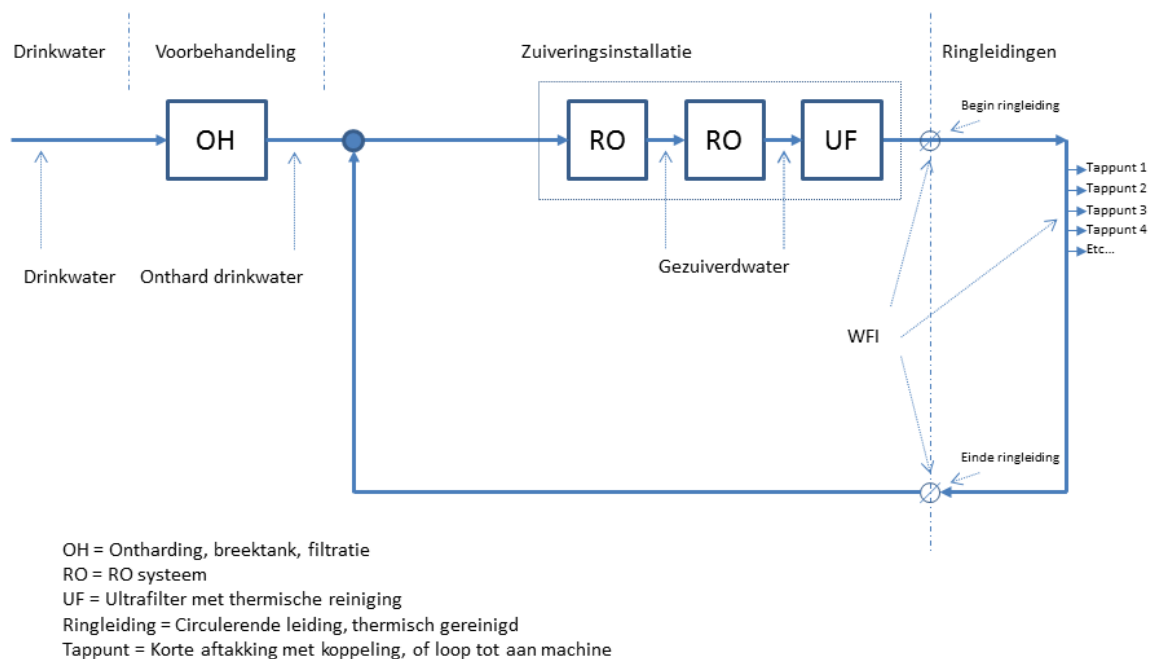 Drinkwater
Voorbehandeling
Zuiveringsinstallatie
Ringleidingen
Begin ringleiding
OH
RO
RO
UF
Tappunt 1
Tappunt 2
Tappunt 3
Tappunt 4
Etc...
Drinkwater
Onthard drinkwater
Gezuiverdwater
WFI
Einde ringleiding
OH = Ontharding, breektank, filtratie
RO = RO systeem
UF = Ultrafilter met thermische reiniging
Ringleiding = Circulerende leiding, thermisch gereinigd
Tappunt = Korte aftakking met koppeling, of loop tot aan machine